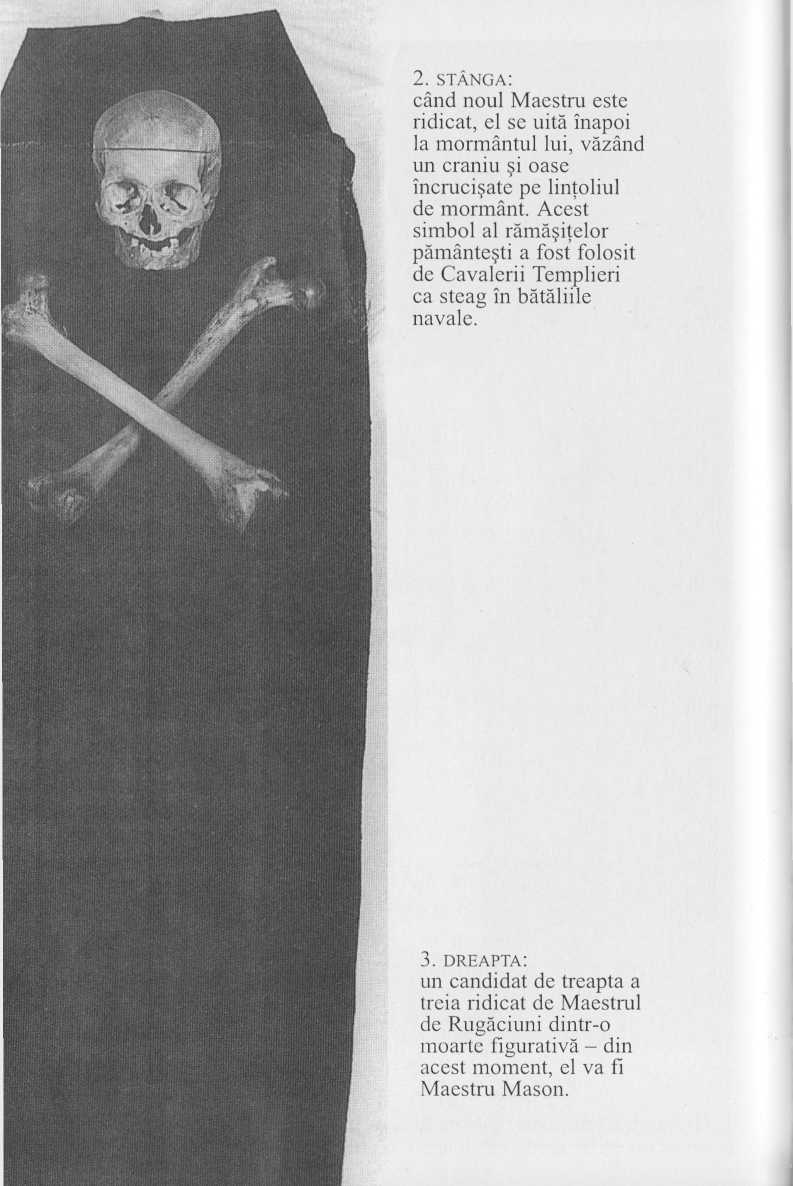 2. STÂNGA:
când noul Maestru este
ridicat, el se uită înapoi
la mormântul lui, văzând
un craniu şi oase
încrucişate pe linţoliul
de mormânt. Acest
simbol al rămăşiţelor
pământeşti a fost folosit
de Cavalerii Templieri
ca steag în bătăliile
navale.
3. DREAPTA:
un candidat de treapta a
treia ridicat de Maestrul
de Rugăciuni dintr-o
moarte figurativă – din
acest moment, el va fi
Maestru Mason.